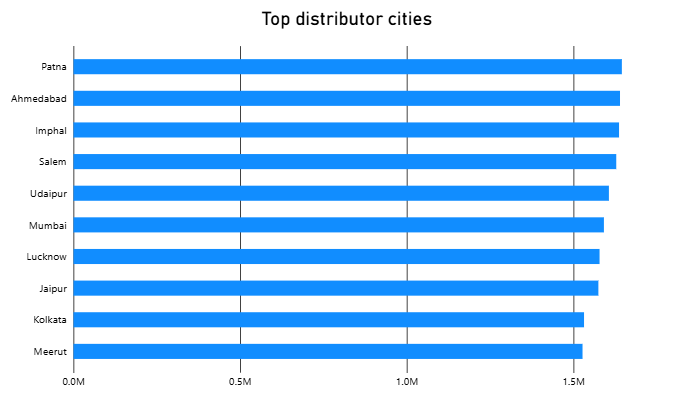 Top distributor cities
Patna
Ahmedabad
Imphal
Salem
Udaipur
Mumbai
Lucknow
Jaipur
Kolkata
Meerut
0.0M 0.5M 1.0M 1.5M